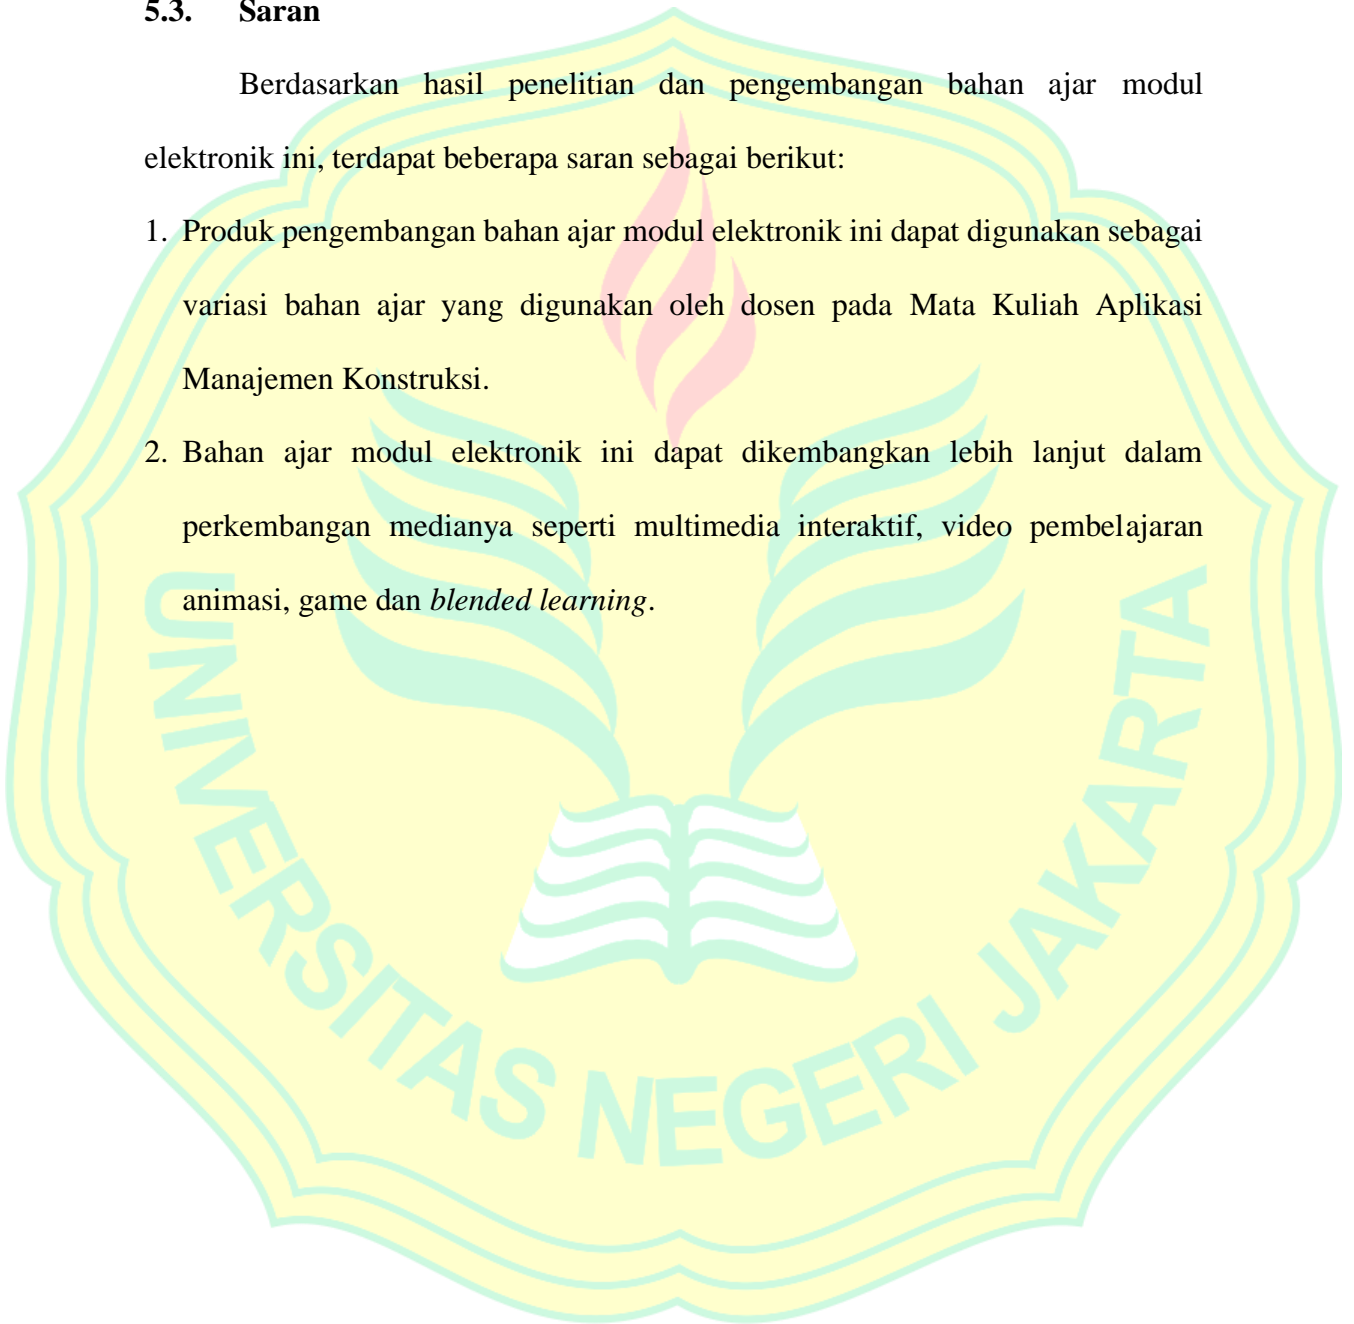 5.3. Saran
Berdasarkan hasil penelitian dan pengembangan bahan ajar modul
elektronik ini, terdapat beberapa saran sebagai berikut:
1. Produk pengembangan bahan ajar modul elektronik ini dapat digunakan sebagai
variasi bahan ajar yang digunakan oleh dosen pada Mata Kuliah Aplikasi
Manajemen Konstruksi.
2. Bahan ajar modul elektronik ini dapat dikembangkan lebih lanjut dalam
perkembangan medianya seperti multimedia interaktif, video pembelajaran
animasi, game dan blended learning.
UNIVERSITAS NEGERI JAKARTA